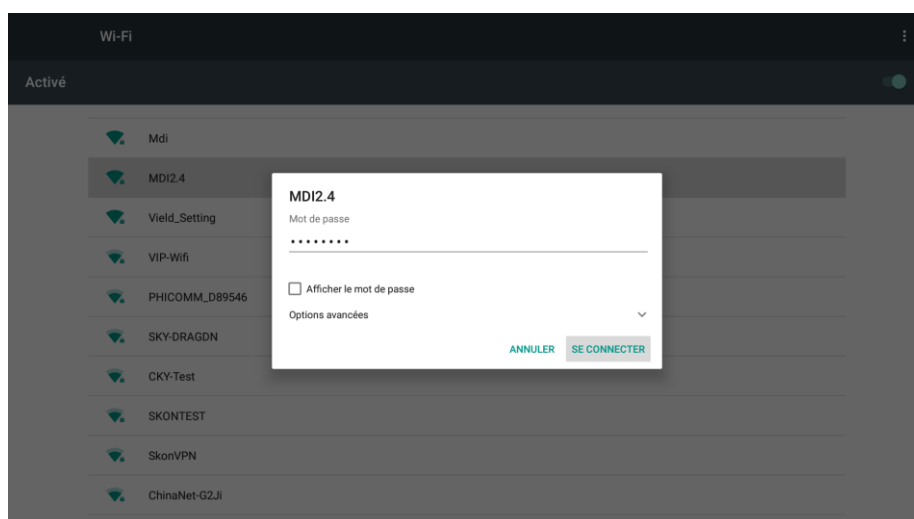 Wi-Fi
Activé
Mdi
MDI2.4
Vield_Setting
VIP-Wifi
PHICOMM_D89546
SKY-DRAGDN
CKY-Test
SKONTEST
SkonVPN
ChinaNet-G2Ji
MDI2.4
Mot de passe
••••••••
Afficher le mot de passe
Options avancées
ANNULER SE CONNECTER